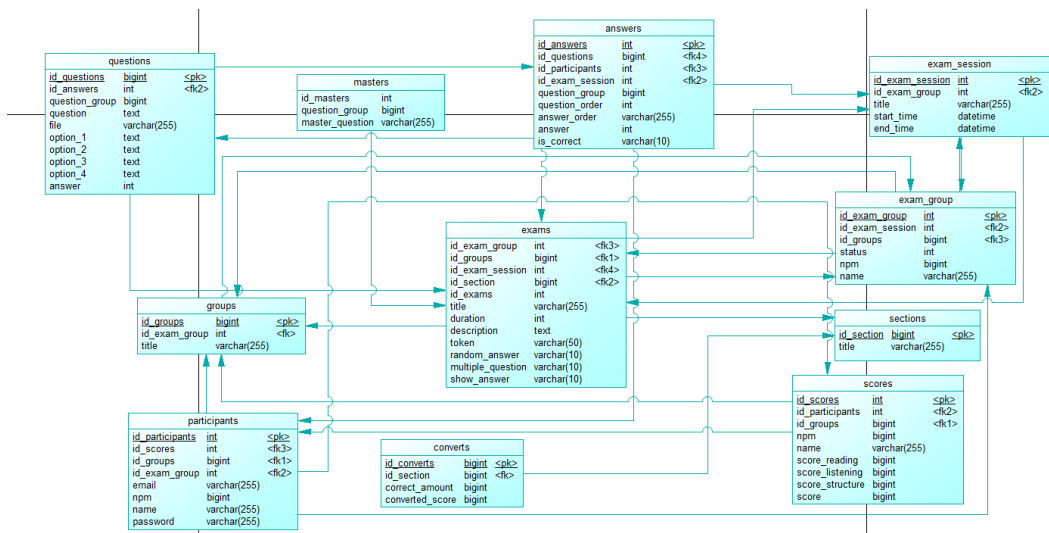 questions
id_questions bigint <pk>
id_answers int <fk2>
question_group bigint
question text
file varchar(255)
option_1 text
option_2 text
option_3 text
option_4 text
answer int
masters
id_masters int
question_group bigint
master_question varchar(255)
answers
id_answers int <pk>
id_questions bigint <fk4>
id_participants int <fk3>
id_exam_session int <fk2>
question_group bigint
question_order int
answer_order varchar(255)
answer int
is_correct varchar(10)
exam_session
id_exam_session int <pk>
id_exam_group int <fk2>
title varchar(255)
start_time datetime
end_time datetime
exam_group
id_exam_group int <pk>
id_exam_session int <fk2>
id_groups bigint <fk3>
status int
npm bigint
name varchar(255)
exams
id_exam_group int <fk3>
id_groups bigint <fk1>
id_exam_session int <fk4>
id_section bigint <fk2>
id_exams int
title varchar(255)
duration int
description text
token varchar(50)
random_answer varchar(10)
multiple_question varchar(10)
show_answer varchar(10)
groups
id_groups bigint <pk>
id_exam_group int <fk>
title varchar(255)
sections
id_section bigint <pk>
title varchar(255)
participants
id_participants int <pk>
id_scores int <fk3>
id_groups bigint <fk1>
id_exam_group int <fk2>
email varchar(255)
npm bigint
name varchar(255)
password varchar(255)
converts
id_converts bigint <pk>
id_section bigint <fk>
correct_amount bigint
converted_score bigint
scores
id_scores int <pk>
id_participants int <fk2>
id_groups bigint <fk1>
npm bigint
name varchar(255)
score_reading bigint
score_listening bigint
score_structure bigint
score bigint